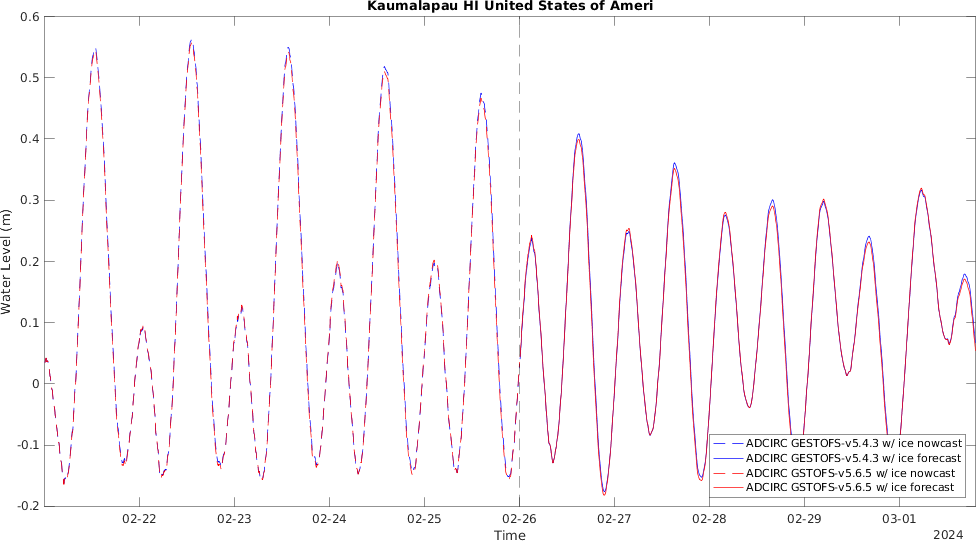 Kaumalapau HI United States of Ameri
0.6
0.5
0.4
0.3
0.2
0.1
0
-0.1
-0.2
Water Level (m)
02-22 02-23 02-24 02-25 02-26 02-27 02-28 02-29 03-01
Time
2024
ADCIRC GESTOFS-v5.4.3 w/ ice nowcast
ADCIRC GESTOFS-v5.4.3 w/ ice forecast
ADCIRC GSTOFS-v5.6.5 w/ ice nowcast
ADCIRC GSTOFS-v5.6.5 w/ ice forecast